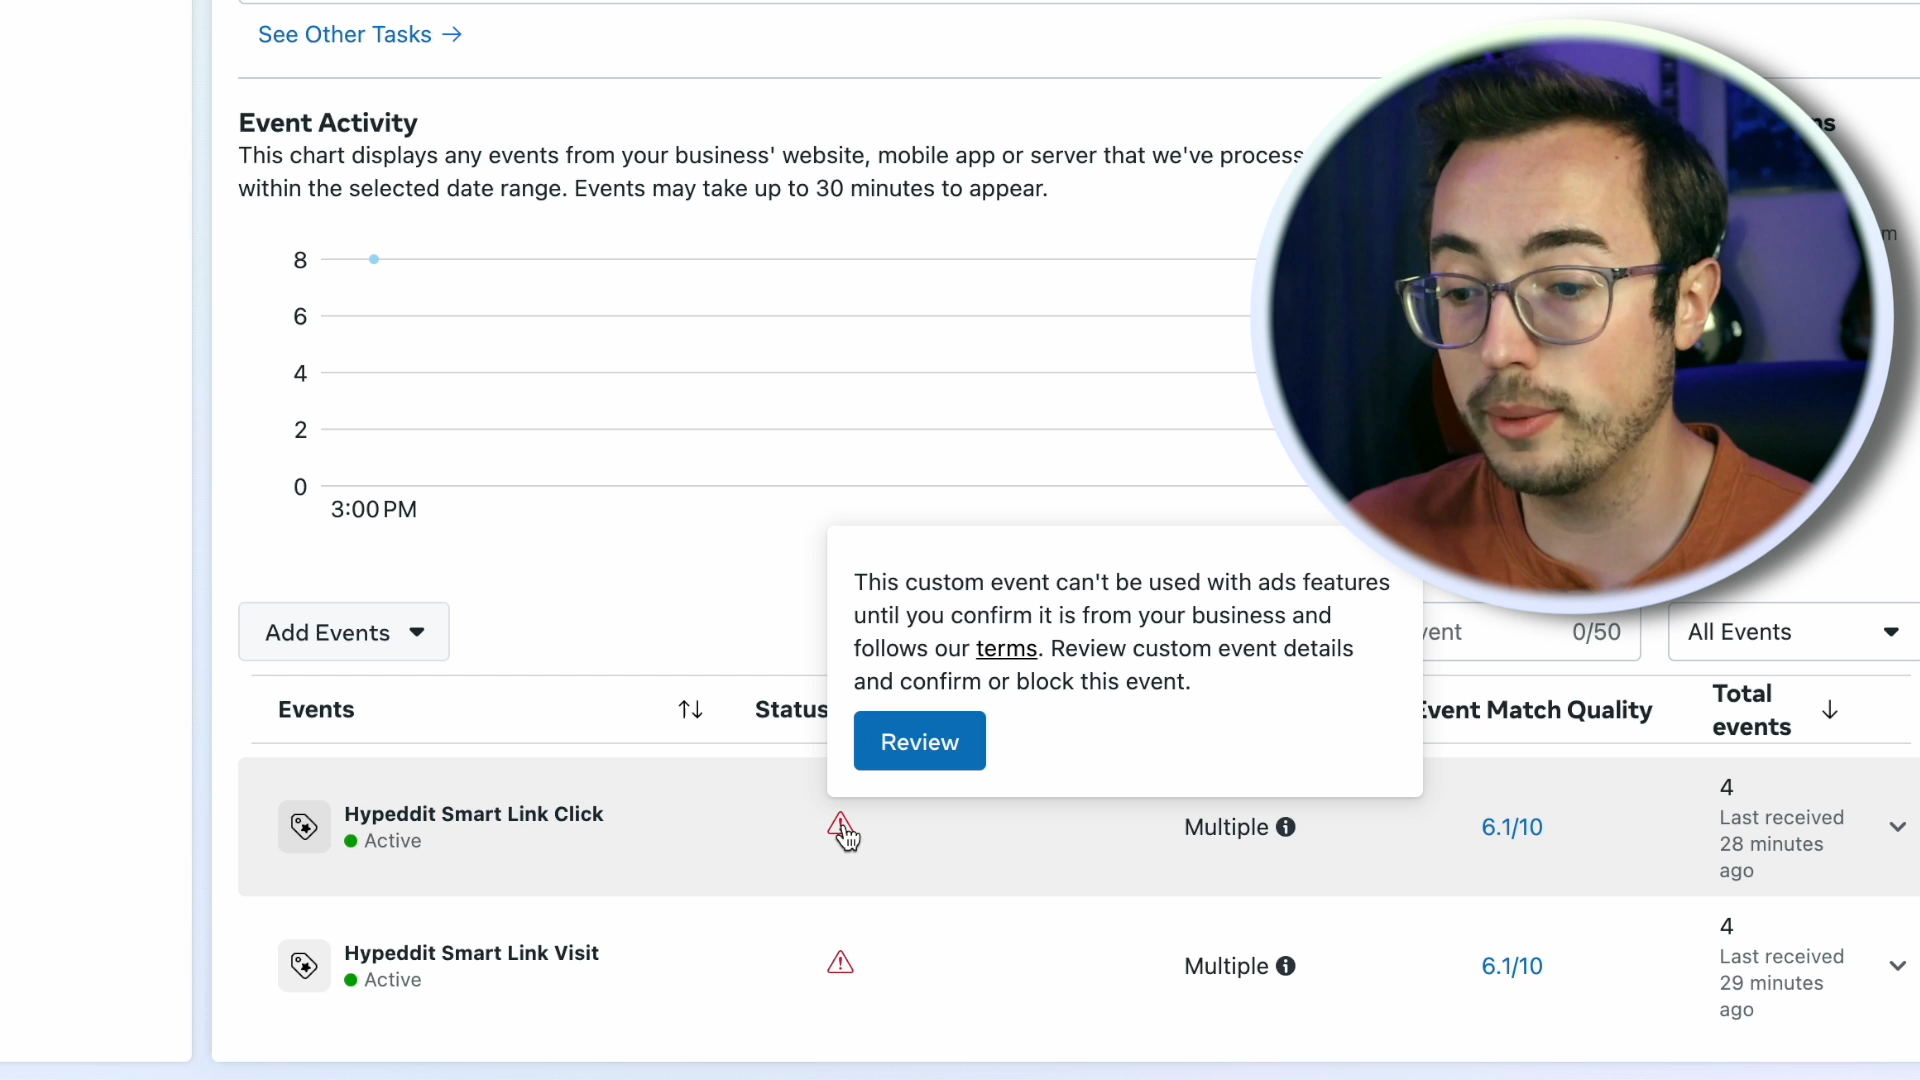 See Other Tasks →
Event Activity
This chart displays any events from your business' website, mobile app or server that we've process
within the selected date range. Events may take up to 30 minutes to appear.
8
6
4
2
0
3:00 PM
This custom event can't be used with ads features
until you confirm it is from your business and
follows our terms. Review custom event details
and confirm or block this event.
Review
Add Events
0/50
All Events
Events
Status
Event Match Quality
Total
events
Hypeddit Smart Link Click
Active
Multiple
6.1/10
4
Last received
28 minutes
ago
Hypeddit Smart Link Visit
Active
Multiple
6.1/10
4
Last received
29 minutes
ago